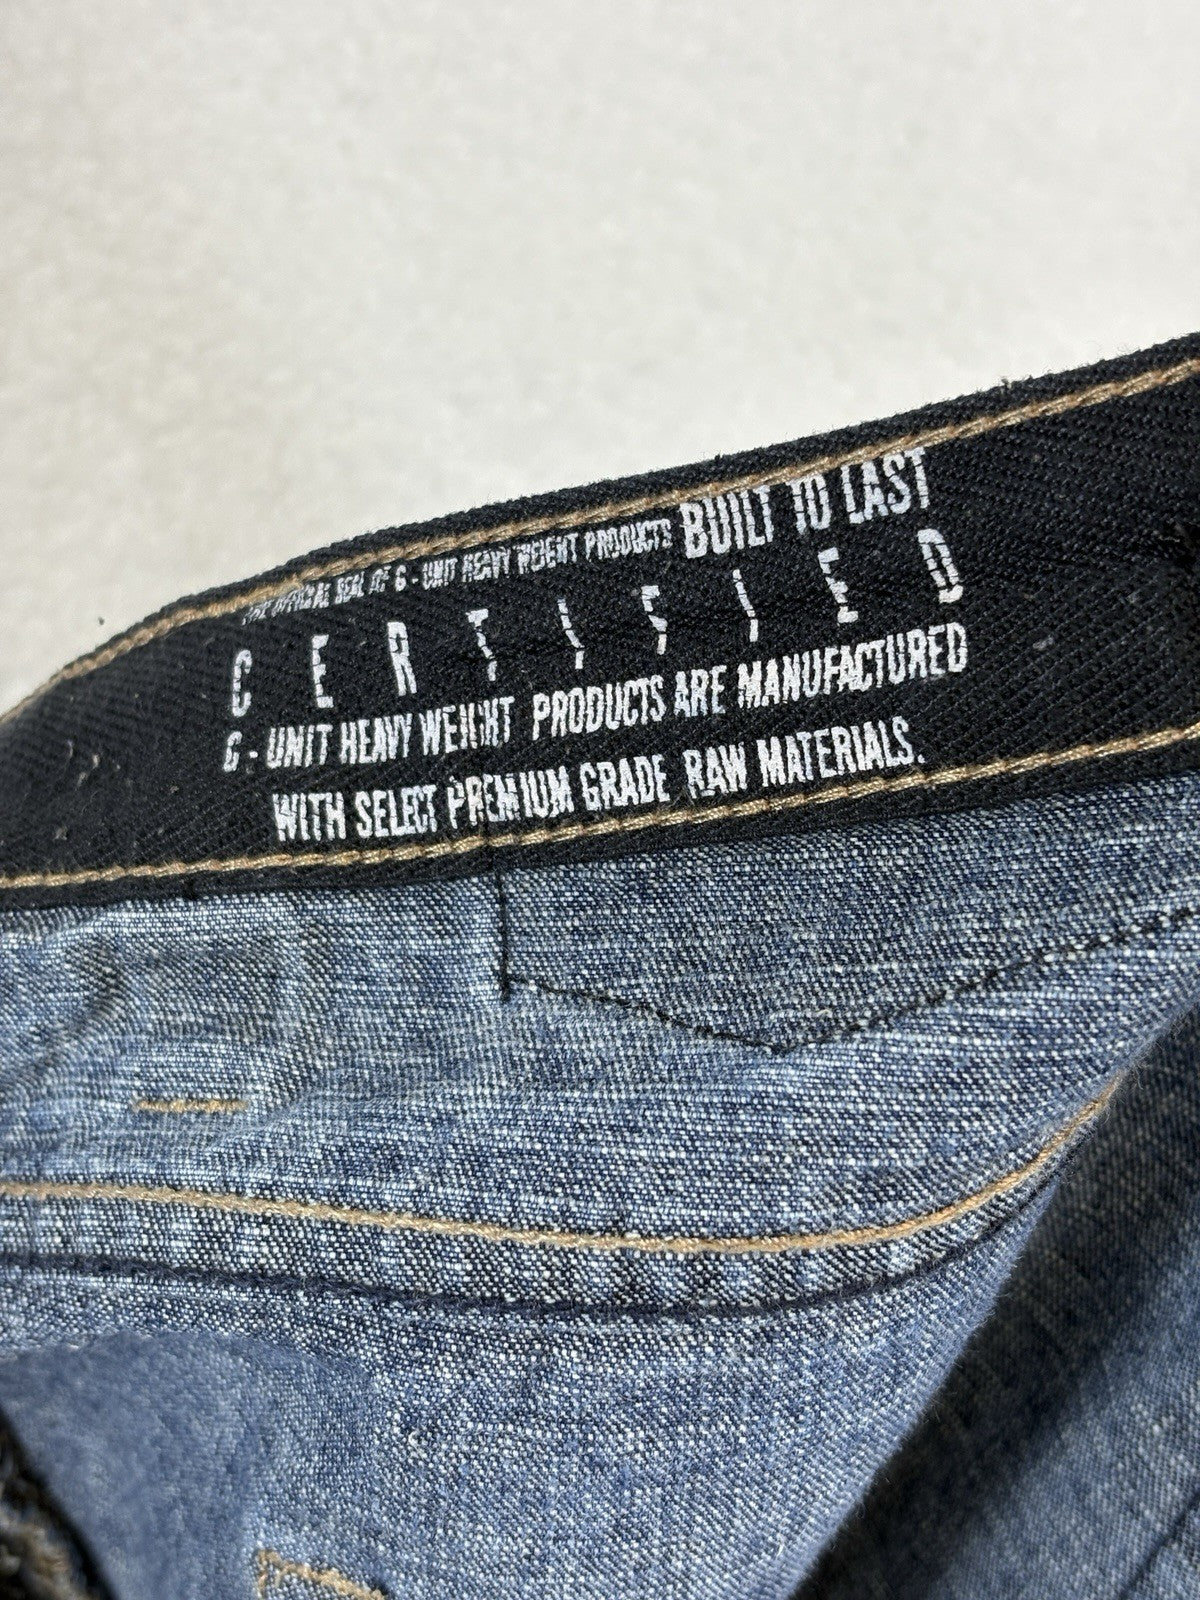 THE OFFICIAL SEAL OF G - UNIT HEAVY WEIGHT PRODUCTS BUILT TO LAST
CERTIFIED
G - UNIT HEAVY WEIGHT PRODUCTS ARE MANUFACTURED
WITH SELECT PREMIUM GRADE RAW MATERIALS.